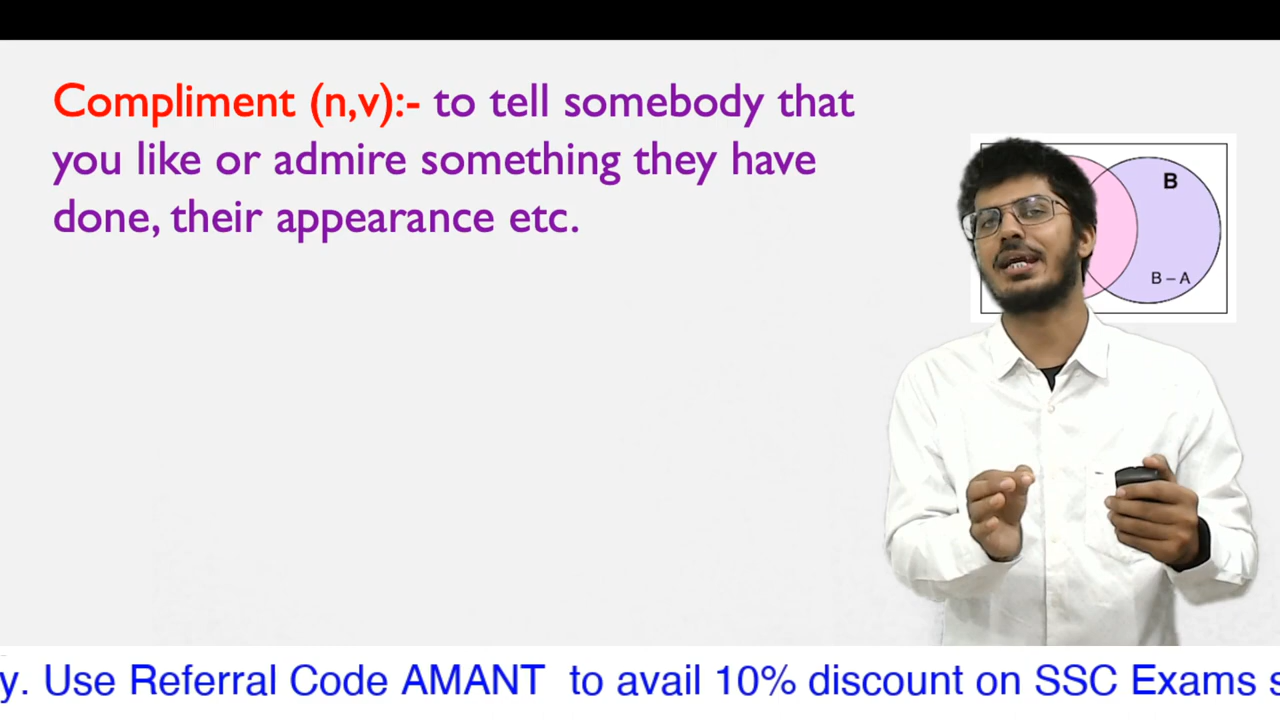 Compliment (n,v):- to tell somebody that
you like or admire something they have
done, their appearance etc.
B
B – A
y. Use Referral Code AMANT to avail 10% discount on SSC Exams s